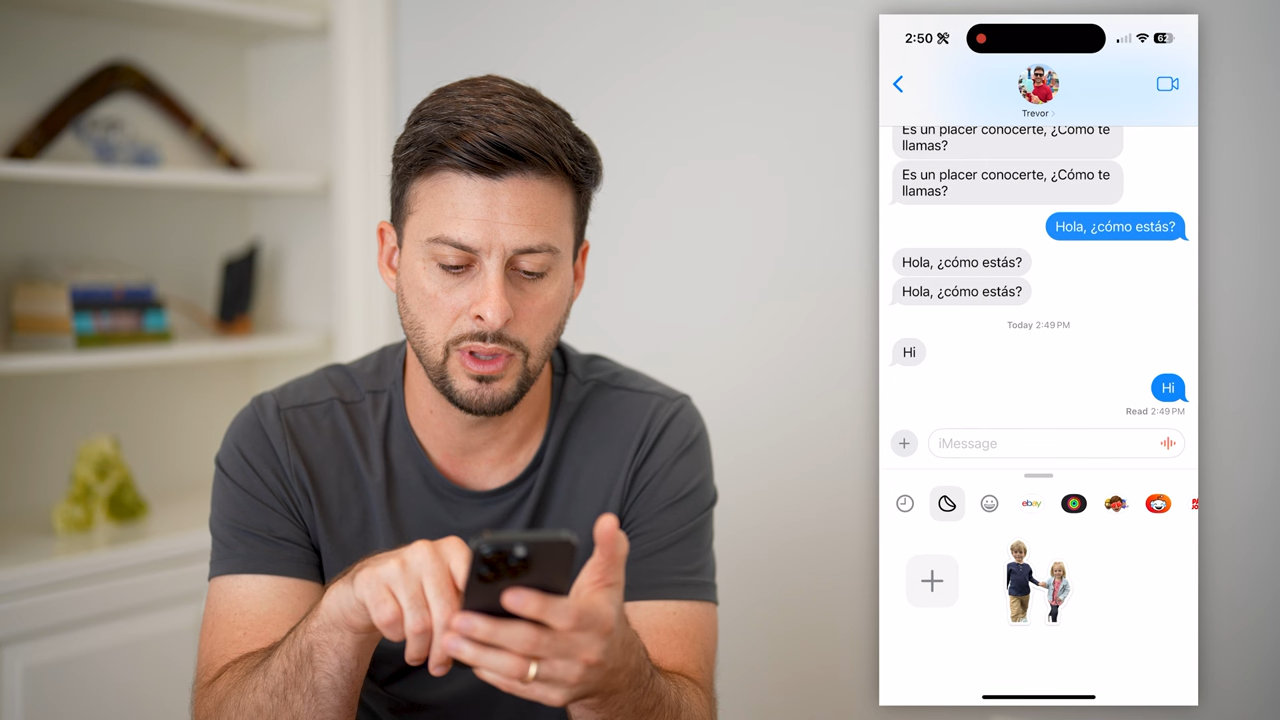 2:50
62
Trevor
Es un placer conocerte, ¿Cómo te
llamas?
Es un placer conocerte, ¿Cómo te
llamas?
Hola, ¿cómo estás?
Hola, ¿cómo estás?
Hola, ¿cómo estás?
Today 2:49 PM
Hi
Hi
Read 2:49 PM
iMessage
ebay